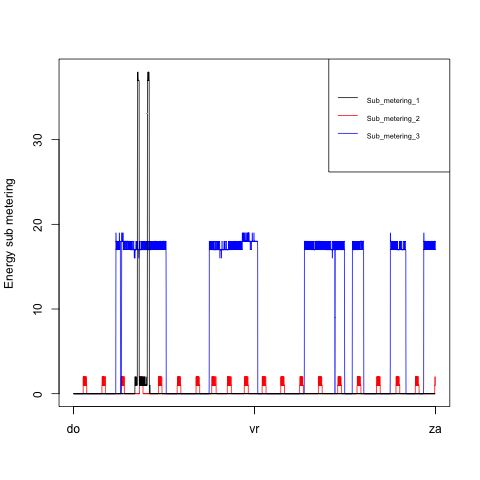 Energy sub metering
30
20
10
0
do
vr
za
Sub_metering_1
Sub_metering_2
Sub_metering_3